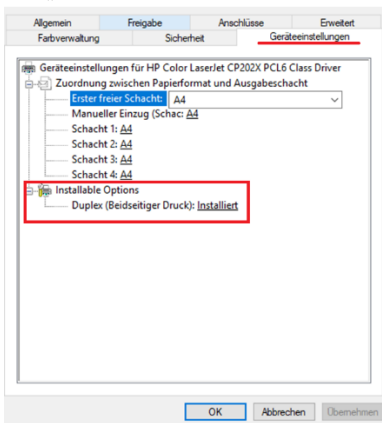 Allgemein Freigabe Anschlüsse Erweitert
Farbverwaltung Sicherheit Geräteeinstellungen
Geräteeinstellungen für HP Color LaserJet CP202X PCL6 Class Driver
Zuordnung zwischen Papierformat und Ausgabeschacht
Erster freier Schacht: A4
Manueller Einzug (Schac: A4
Schacht 1: A4
Schacht 2: A4
Schacht 3: A4
Schacht 4: A4
Installable Options
Duplex (Beidseitiger Druck): Installiert
OK Abbrechen Übernehmen